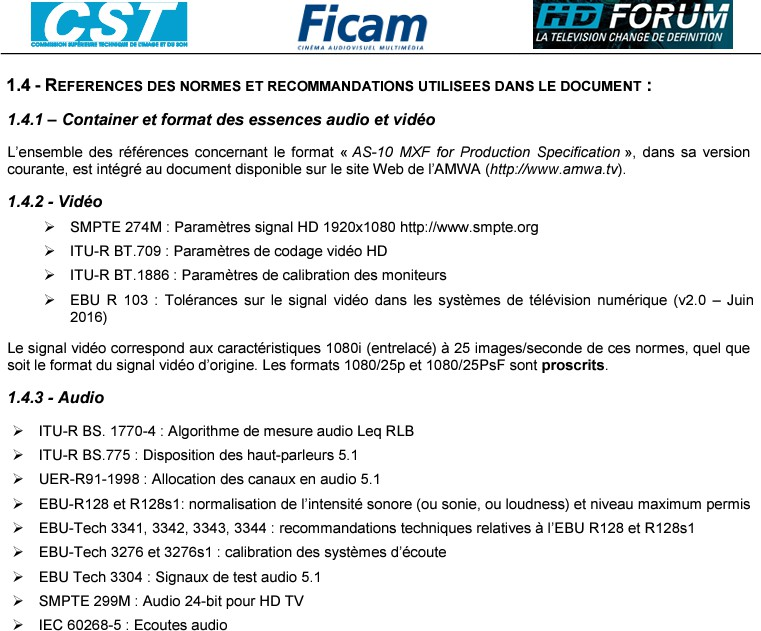 CST
COMMISSION SUPÉRIEURE TECHNIQUE DE L'IMAGE ET DU SON
Ficam
CINÉMA AUDIOVISUEL MULTIMÉDIA
HD FORUM
LA TELEVISION CHANGE DE DEFINITION
1.4 - REFERENCES DES NORMES ET RECOMMANDATIONS UTILISEES DANS LE DOCUMENT :
1.4.1 – Container et format des essences audio et vidéo
L'ensemble des références concernant le format « AS-10 MXF for Production Specification », dans sa version
courante, est intégré au document disponible sur le site Web de l'AMWA (http://www.amwa.tv).
1.4.2 - Vidéo
➢ SMPTE 274M : Paramètres signal HD 1920x1080 http://www.smpte.org
➢ ITU-R BT.709 : Paramètres de codage vidéo HD
➢ ITU-R BT.1886 : Paramètres de calibration des moniteurs
➢ EBU R 103 : Tolérances sur le signal vidéo dans les systèmes de télévision numérique (v2.0 – Juin
2016)
Le signal vidéo correspond aux caractéristiques 1080i (entrelacé) à 25 images/seconde de ces normes, quel que
soit le format du signal vidéo d'origine. Les formats 1080/25p et 1080/25PsF sont proscrits.
1.4.3 - Audio
➢ ITU-R BS. 1770-4 : Algorithme de mesure audio Leq RLB
➢ ITU-R BS.775 : Disposition des haut-parleurs 5.1
➢ UER-R91-1998 : Allocation des canaux en audio 5.1
➢ EBU-R128 et R128s1: normalisation de l'intensité sonore (ou sonie, ou loudness) et niveau maximum permis
➢ EBU-Tech 3341, 3342, 3343, 3344 : recommandations techniques relatives à l'EBU R128 et R128s1
➢ EBU-Tech 3276 et 3276s1 : calibration des systèmes d'écoute
➢ EBU Tech 3304 : Signaux de test audio 5.1
➢ SMPTE 299M : Audio 24-bit pour HD TV
➢ IEC 60268-5 : Ecoutes audio